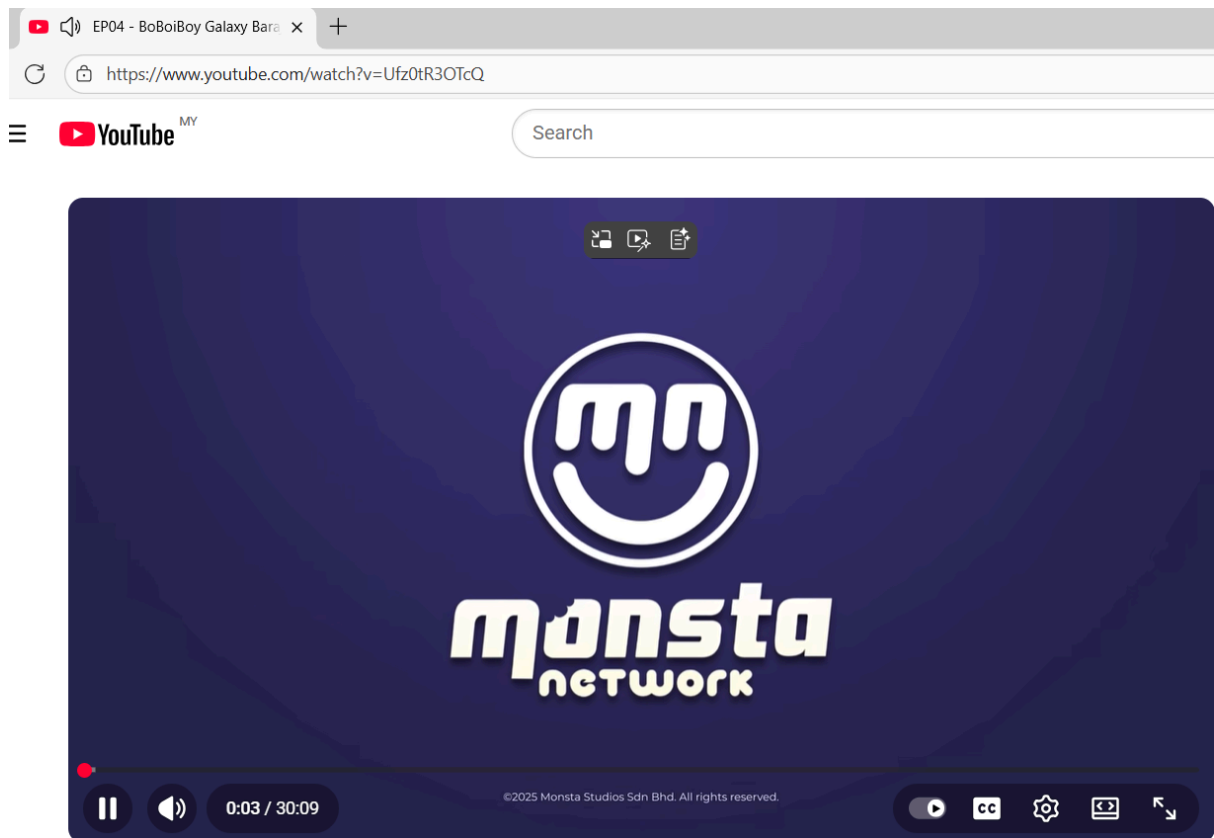 EP04 - BoBoiBoy Galaxy Bara
https://www.youtube.com/watch?v=Ufz0tR3OTcQ
YouTube MY
Search
mn
monsta
network
0:03 / 30:09
©2025 Monsta Studios Sdn Bhd. All rights reserved.
CC